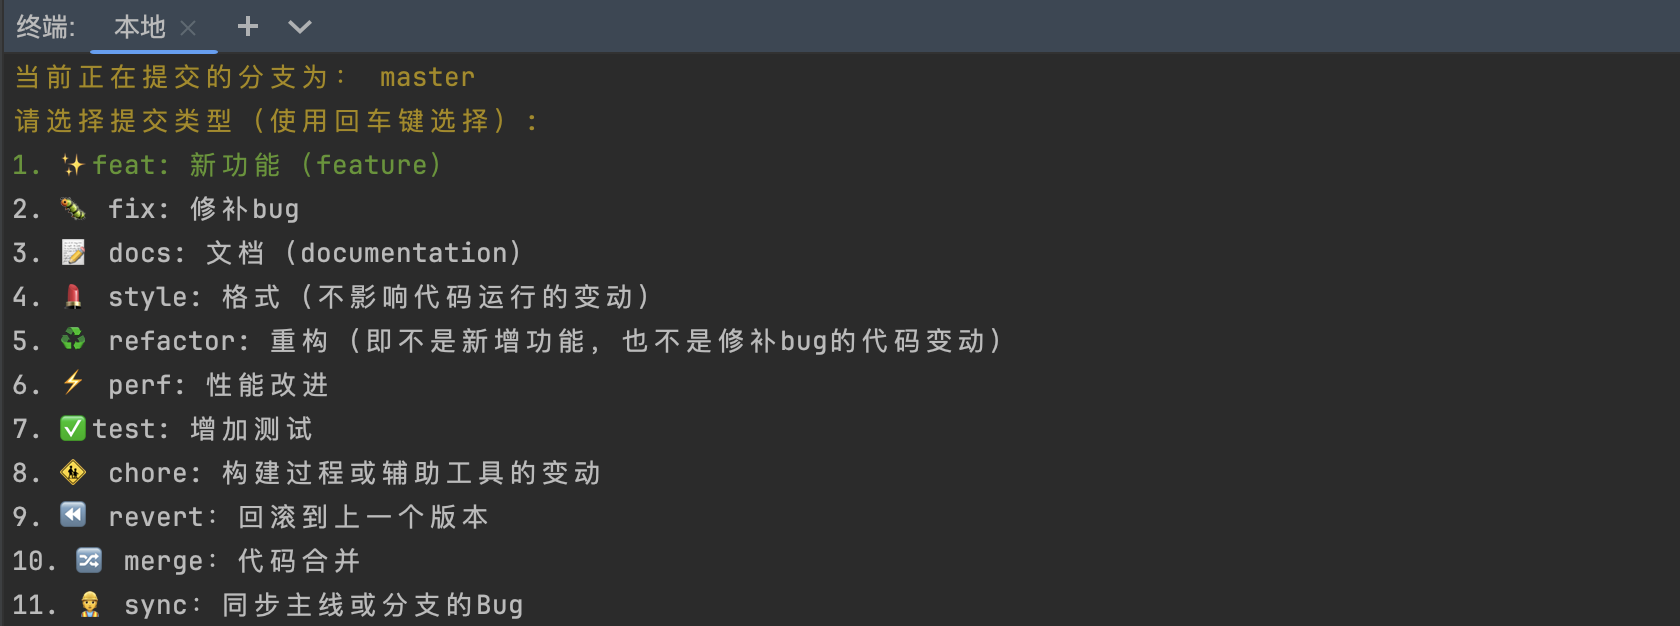 终端: 本地 × +
当前正在提交的分支为： master
请选择提交类型（使用回车键选择）：
1. ✨feat: 新功能（feature）
2. 🐛 fix: 修补bug
3. 📝 docs: 文档（documentation）
4. 💄 style: 格式（不影响代码运行的变动）
5. ♻️ refactor: 重构（即不是新增功能，也不是修补bug的代码变动）
6. ⚡ perf: 性能改进
7. ✅test: 增加测试
8. 🚸 chore: 构建过程或辅助工具的变动
9. ⏪ revert: 回滚到上一个版本
10. 🔀 merge: 代码合并
11. 👷 sync: 同步主线或分支的Bug